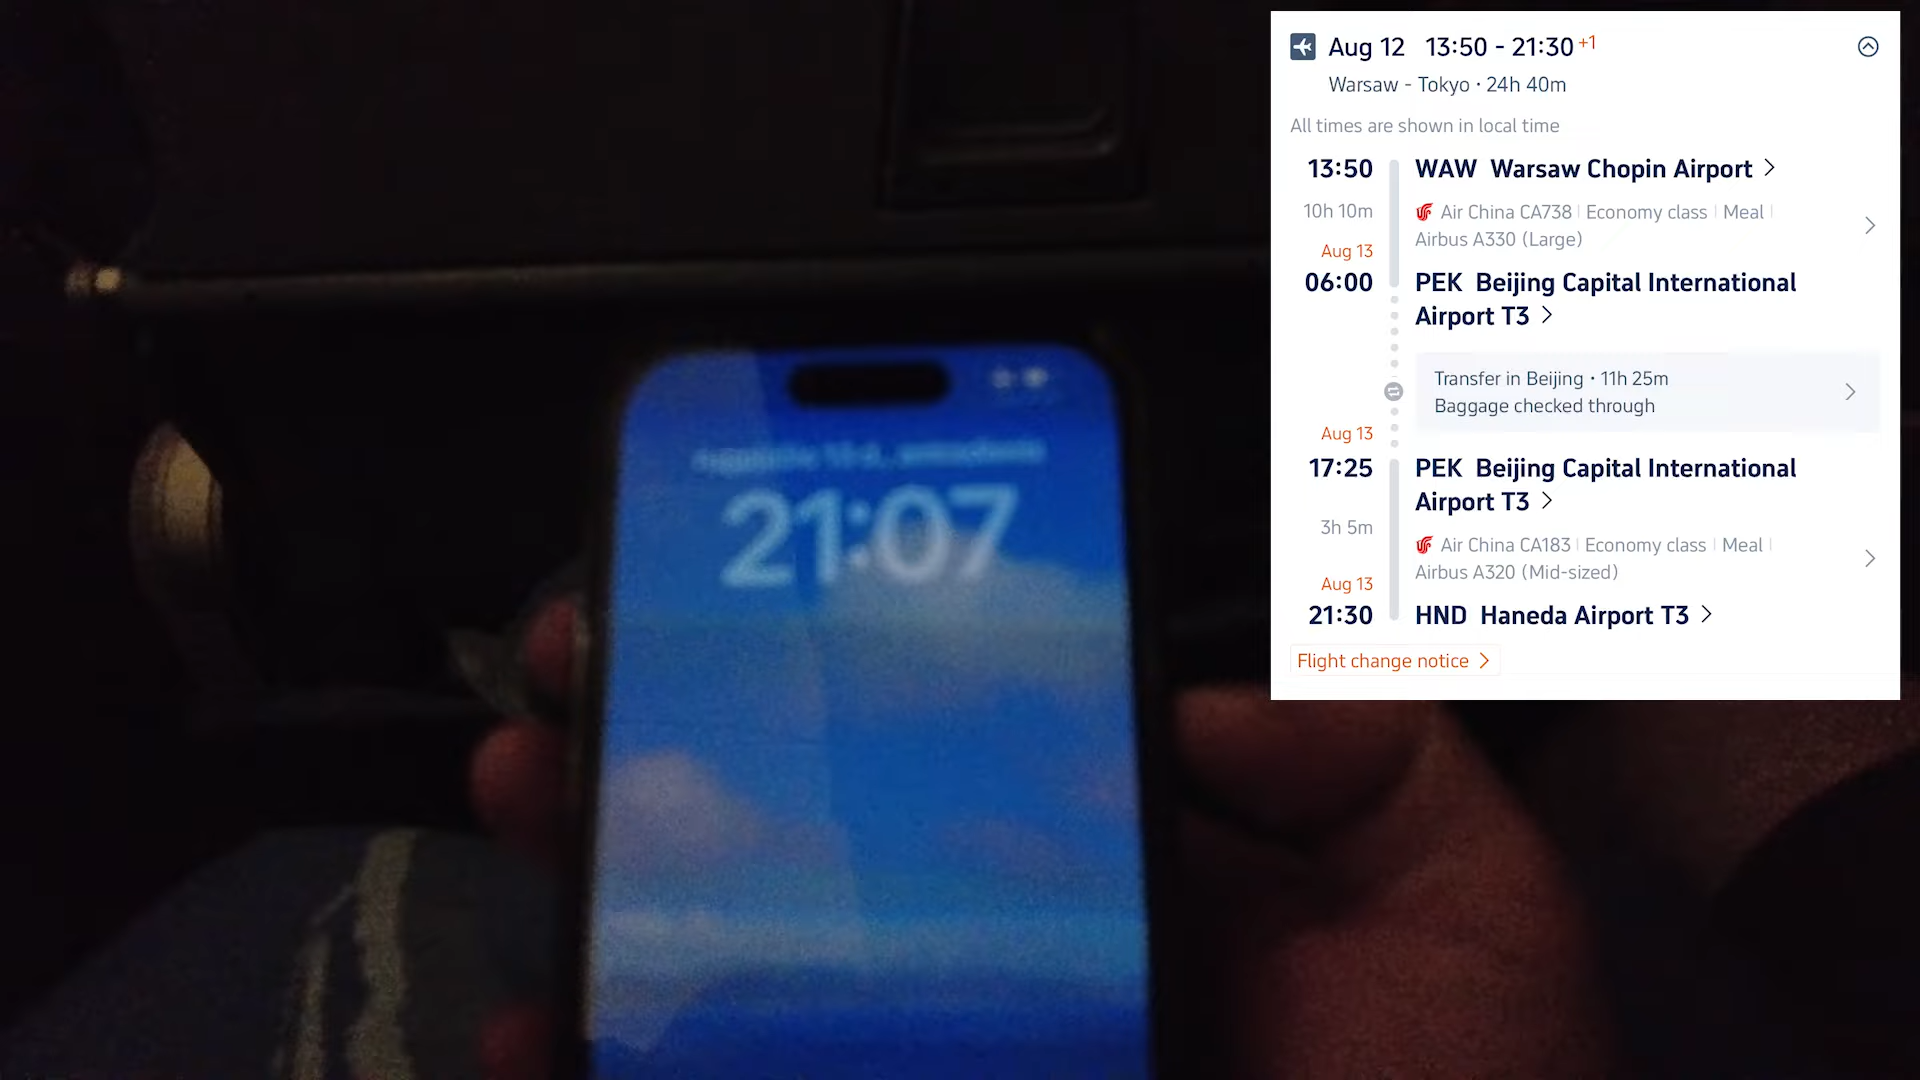 21:07
Aug 12 13:50 - 21:30 +1
Warsaw - Tokyo · 24h 40m
All times are shown in local time
13:50 WAW Warsaw Chopin Airport
10h 10m Air China CA738 | Economy class | Meal |
Airbus A330 (Large)
Aug 13
06:00 PEK Beijing Capital International
Airport T3
Transfer in Beijing · 11h 25m
Baggage checked through
Aug 13
17:25 PEK Beijing Capital International
Airport T3
3h 5m
Air China CA183 | Economy class | Meal |
Airbus A320 (Mid-sized)
Aug 13
21:30 HND Haneda Airport T3
Flight change notice